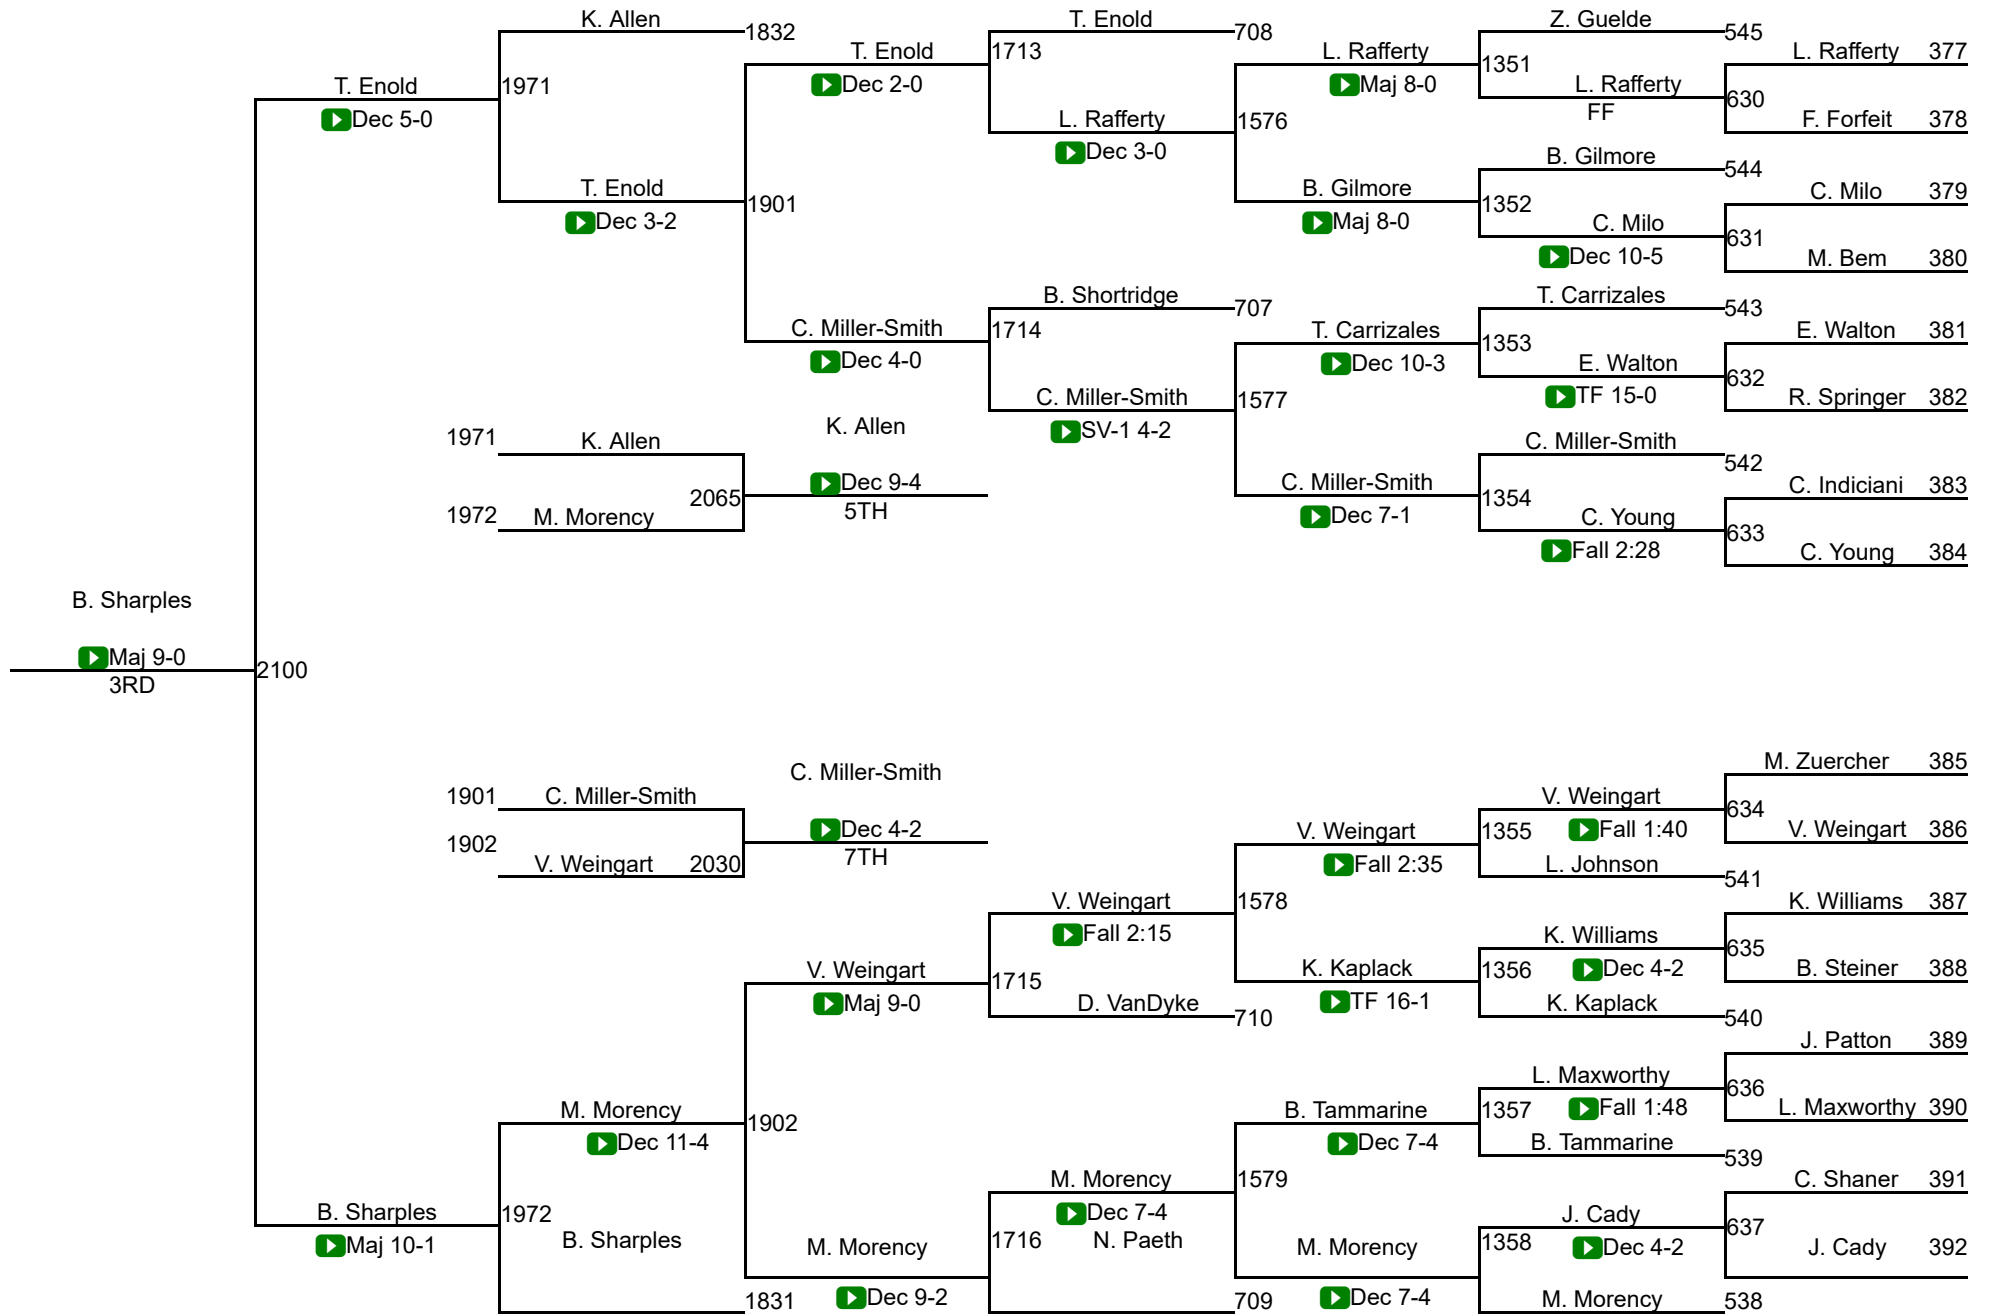 K. Allen
T. Enold
Z. Guelde
1832
708
545
T. Enold
1713
L. Rafferty
1351
L. Rafferty 377
T. Enold
1971
Dec 2-0
Maj 8-0
L. Rafferty
630
Dec 5-0
L. Rafferty
1576
FF
F. Forfeit 378
Dec 3-0
B. Gilmore
544
T. Enold
1901
B. Gilmore
1352
C. Milo 379
Dec 3-2
Maj 8-0
C. Milo
631
Dec 10-5
M. Bem 380
B. Shortridge
T. Carrizales
707
543
C. Miller-Smith
1714
T. Carrizales
1353
E. Walton 381
Dec 4-0
Dec 10-3
E. Walton
632
C. Miller-Smith
1577
TF 15-0
R. Springer 382
K. Allen
SV-1 4-2
1971
K. Allen
C. Miller-Smith
542
Dec 9-4
C. Miller-Smith
C. Indiciani 383
2065
1354
1972
M. Morency
5TH
Dec 7-1
C. Young
633
Fall 2:28
C. Young 384
B. Sharples
Maj 9-0
2100
3RD
M. Zuercher 385
C. Miller-Smith
1901
C. Miller-Smith
V. Weingart
634
Dec 4-2
V. Weingart
1355
Fall 1:40
V. Weingart 386
1902
V. Weingart
2030
7TH
Fall 2:35
L. Johnson
541
V. Weingart
1578
K. Williams 387
Fall 2:15
K. Williams
635
V. Weingart
K. Kaplack
1356
Dec 4-2
B. Steiner 388
Maj 9-0
1715
D. VanDyke
TF 16-1
K. Kaplack
710
540
J. Patton 389
L. Maxworthy
636
M. Morency
B. Tammarine
1357
Fall 1:48
L. Maxworthy 390
Dec 11-4
1902
Dec 7-4
B. Tammarine
539
M. Morency
1579
C. Shaner 391
B. Sharples
1972
Dec 7-4
J. Cady
637
Maj 10-1
B. Sharples
M. Morency
1716
N. Paeth
M. Morency
1358
Dec 4-2
J. Cady 392
1831
Dec 9-2
709
Dec 7-4
M. Morency
538